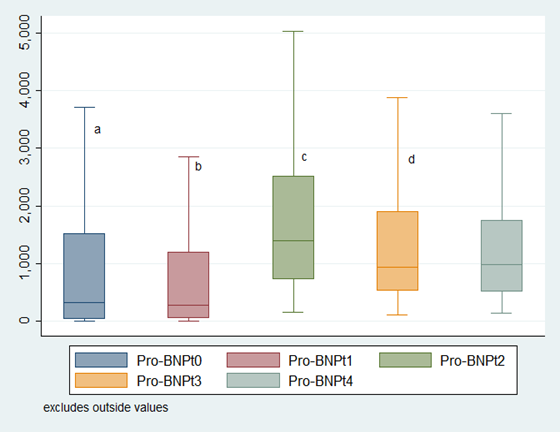 5,000
4,000
3,000
2,000
1,000
0
a
b
c
d
Pro-BNPt0 Pro-BNPt1 Pro-BNPt2
Pro-BNPt3 Pro-BNPt4
excludes outside values